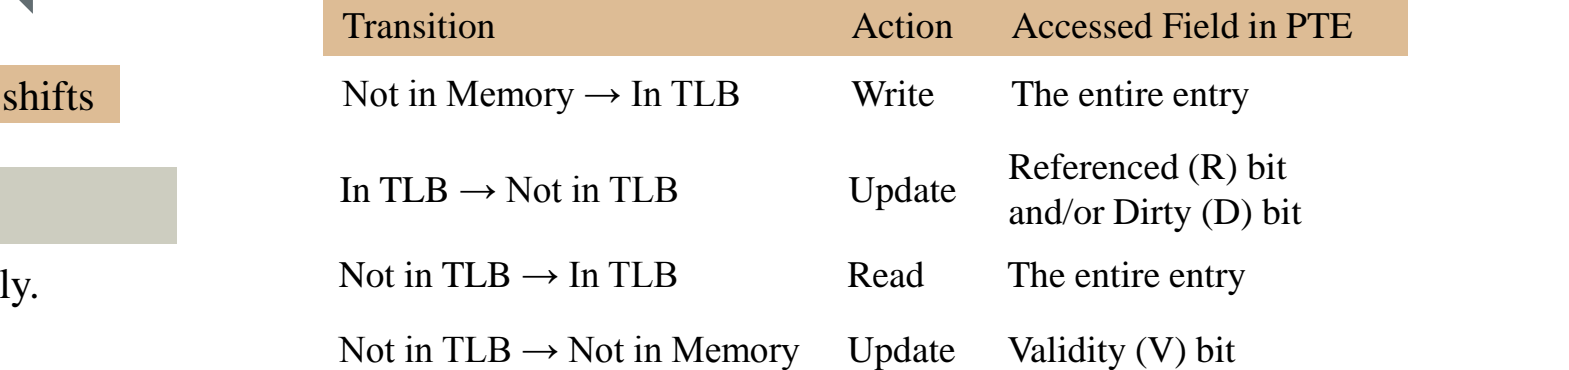 Transition Action Accessed Field in PTE
shifts
Not in Memory → In TLB Write The entire entry
In TLB → Not in TLB Update Referenced (R) bit
and/or Dirty (D) bit
ly.
Not in TLB → In TLB Read The entire entry
Not in TLB → Not in Memory Update Validity (V) bit